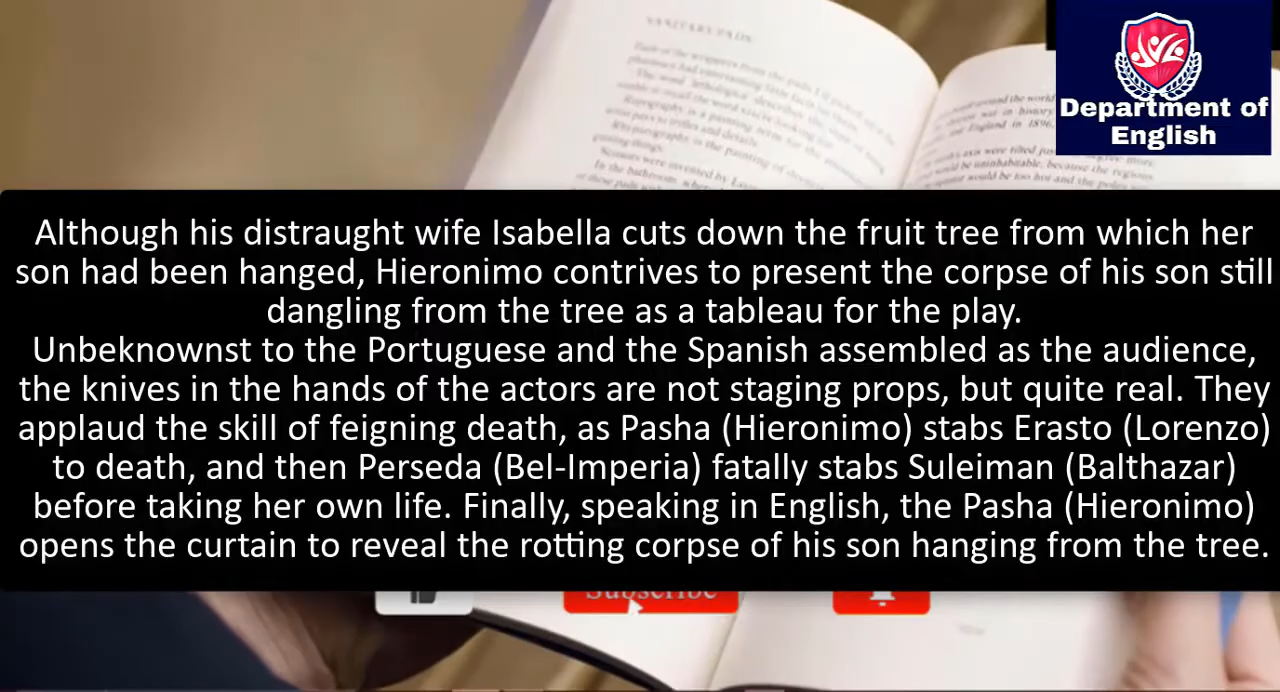 SANITARY PADS
Department of
English
Although his distraught wife Isabella cuts down the fruit tree from which her
son had been hanged, Hieronimo contrives to present the corpse of his son still
dangling from the tree as a tableau for the play.
Unbeknownst to the Portuguese and the Spanish assembled as the audience,
the knives in the hands of the actors are not staging props, but quite real. They
applaud the skill of feigning death, as Pasha (Hieronimo) stabs Erasto (Lorenzo)
to death, and then Perseda (Bel-Imperia) fatally stabs Suleiman (Balthazar)
before taking her own life. Finally, speaking in English, the Pasha (Hieronimo)
opens the curtain to reveal the rotting corpse of his son hanging from the tree.
Subscribe